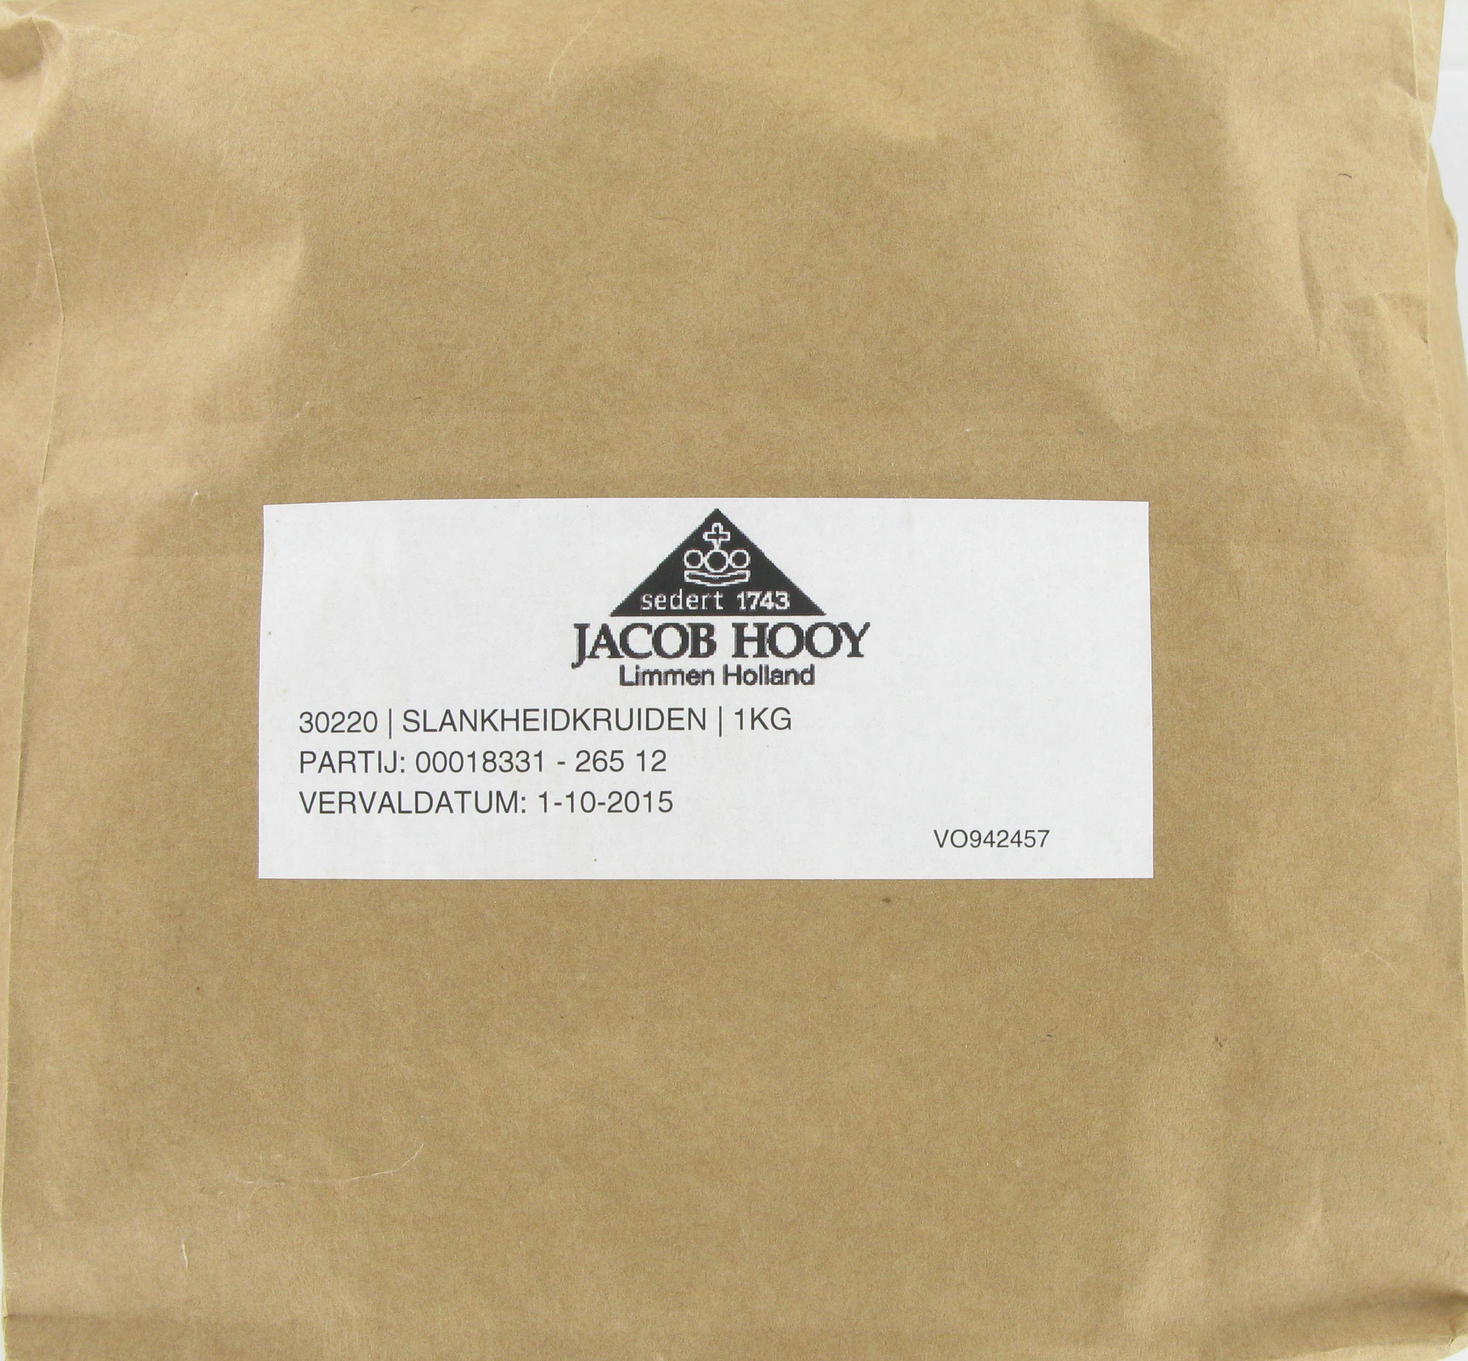 sedert 1743
JACOB HOOY
Limmen Holland
30220 | SLANKHEIDKRUIDEN | 1KG
PARTIJ: 00018331 - 265 12
VERVALDATUM: 1-10-2015
VO942457